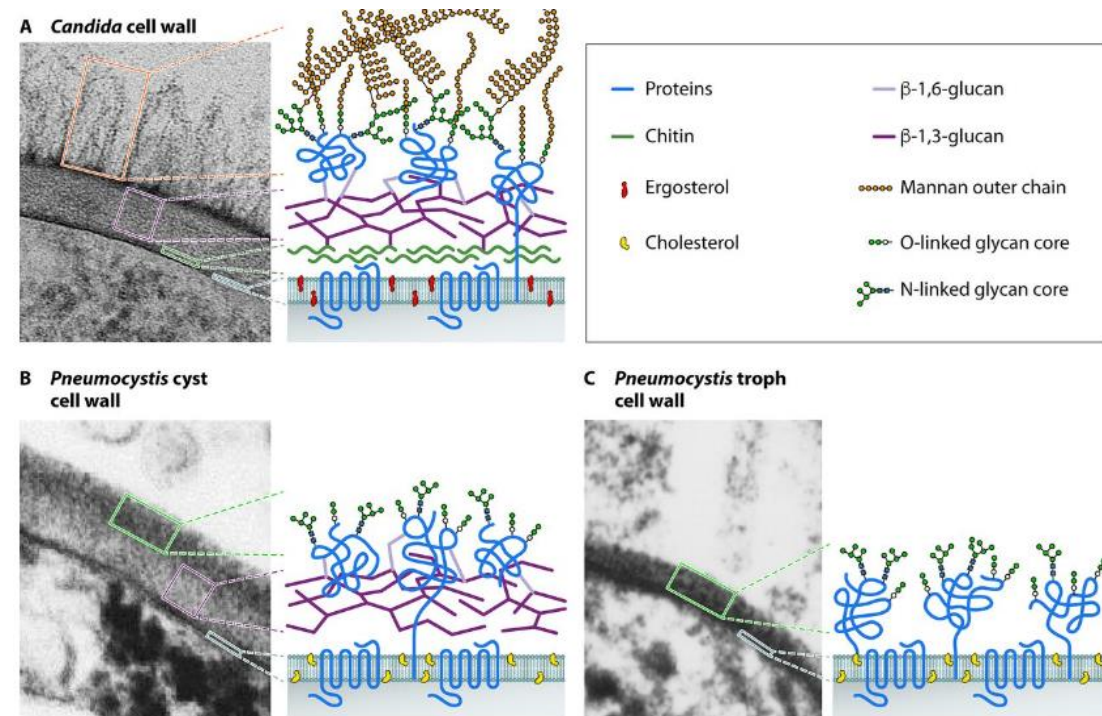 A Candida cell wall
Proteins
β-1,6-glucan
Chitin
β-1,3-glucan
Ergosterol
Mannan outer chain
Cholesterol
O-linked glycan core
N-linked glycan core
B Pneumocystis cyst
cell wall
C Pneumocystis troph
cell wall